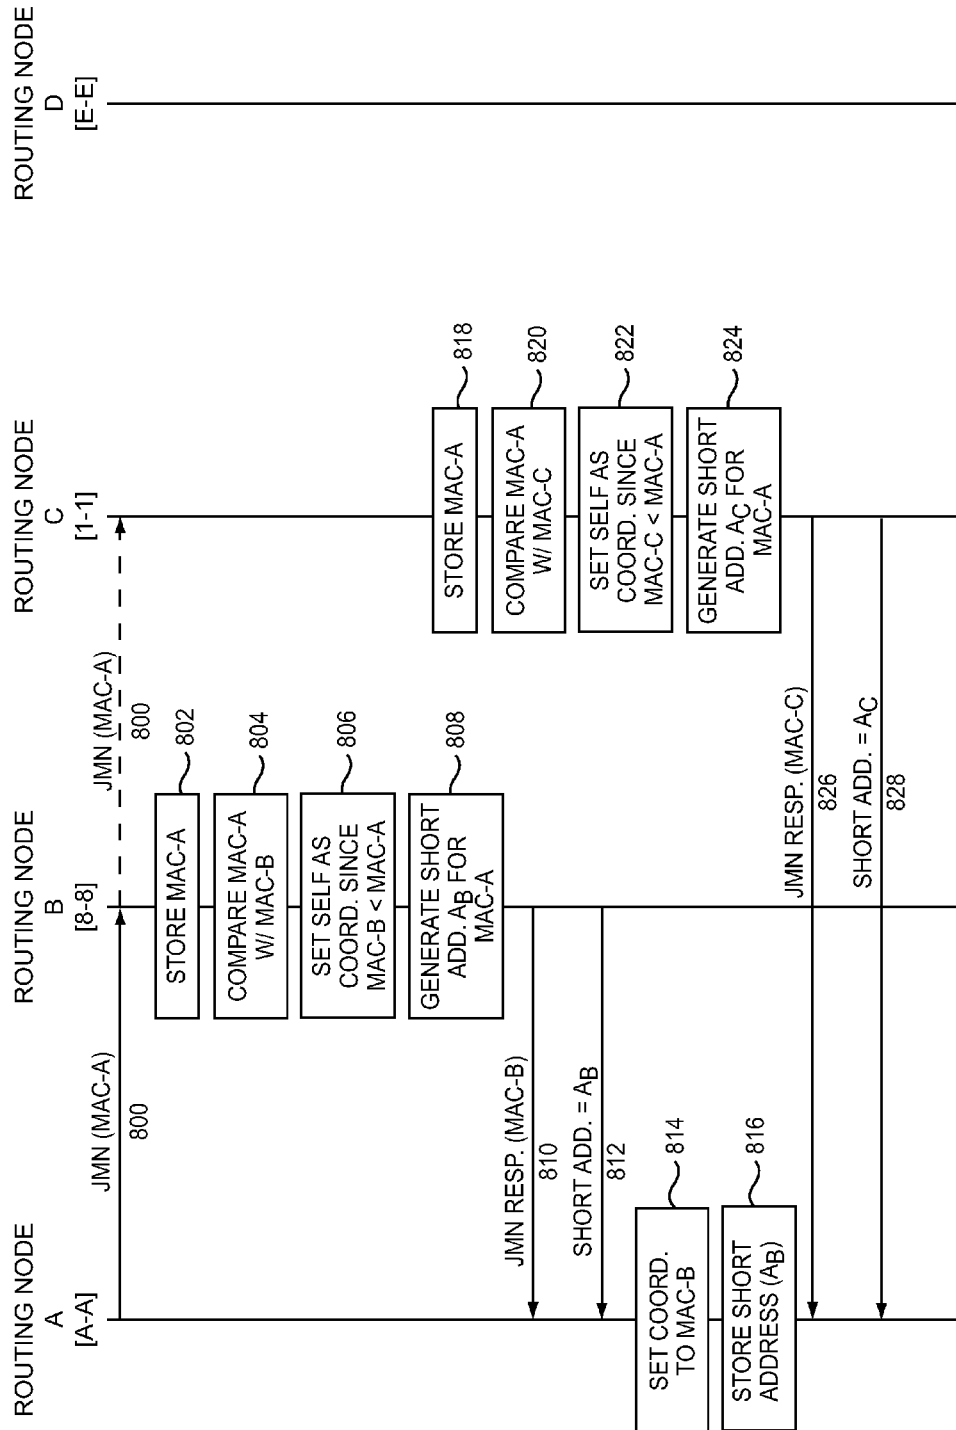 ROUTING NODE
A
[A-A]
ROUTING NODE
B
[8-8]
ROUTING NODE
C
[1-1]
ROUTING NODE
D
[E-E]
JMN (MAC-A)
800
JMN (MAC-A)
800
STORE MAC-A
802
COMPARE MAC-A
W/ MAC-B
804
SET SELF AS
COORD. SINCE
MAC-B < MAC-A
806
GENERATE SHORT
ADD. AB FOR
MAC-A
808
JMN RESP. (MAC-B)
810
SHORT ADD. = AB
812
SET COORD.
TO MAC-B
814
STORE SHORT
ADDRESS (AB)
816
STORE MAC-A
818
COMPARE MAC-A
W/ MAC-C
820
SET SELF AS
COORD. SINCE
MAC-C < MAC-A
822
GENERATE SHORT
ADD. AC FOR
MAC-A
824
JMN RESP. (MAC-C)
826
SHORT ADD. = AC
828